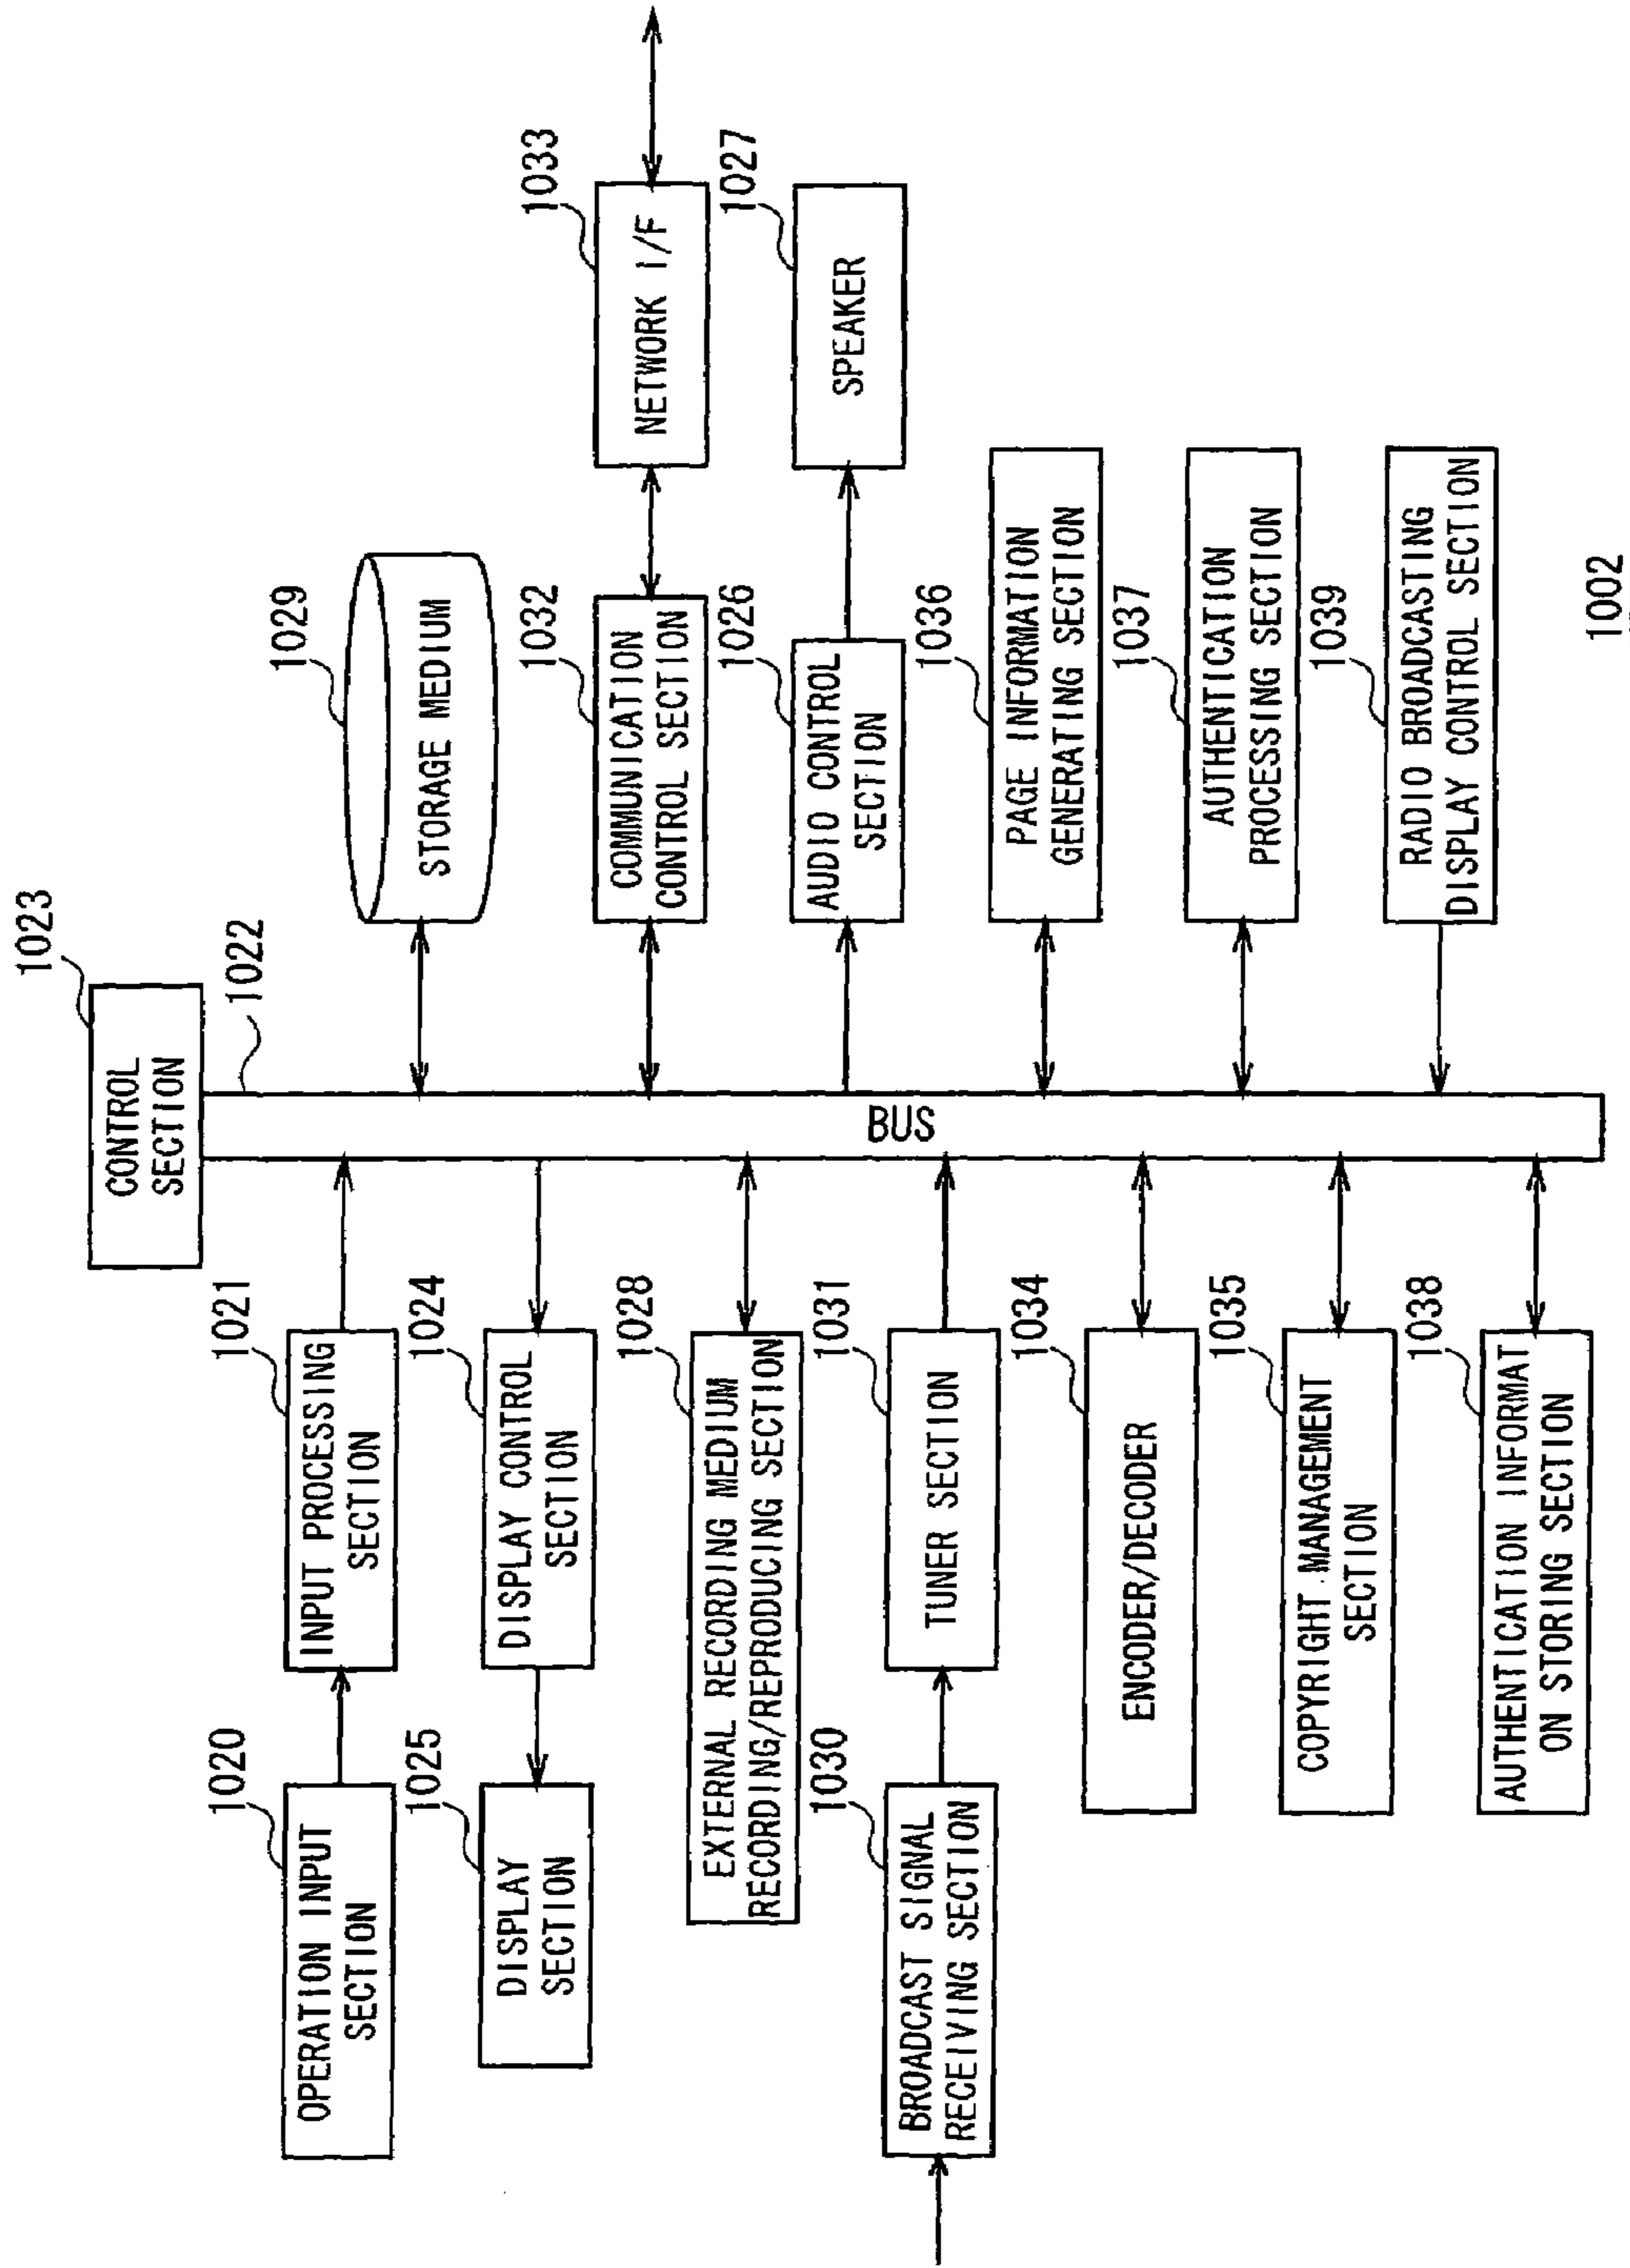 1023
CONTROL
SECTION
1022
BUS
1020
OPERATION INPUT
SECTION
1021
INPUT PROCESSING
SECTION
1025
DISPLAY
SECTION
1024
DISPLAY CONTROL
SECTION
1028
EXTERNAL RECORDING MEDIUM
RECORDING/REPRODUCING SECTION
1030
BROADCAST SIGNAL
RECEIVING SECTION
1031
TUNER SECTION
1034
ENCODER/DECODER
1035
COPYRIGHT MANAGEMENT
SECTION
1038
AUTHENTICATION INFORMAT
ON STORING SECTION
1029
STORAGE MEDIUM
1032
COMMUNICATION
CONTROL SECTION
1033
NETWORK I/F
1026
AUDIO CONTROL
SECTION
1027
SPEAKER
1036
PAGE INFORMATION
GENERATING SECTION
1037
AUTHENTICATION
PROCESSING SECTION
1039
RADIO BROADCASTING
DISPLAY CONTROL SECTION
1002